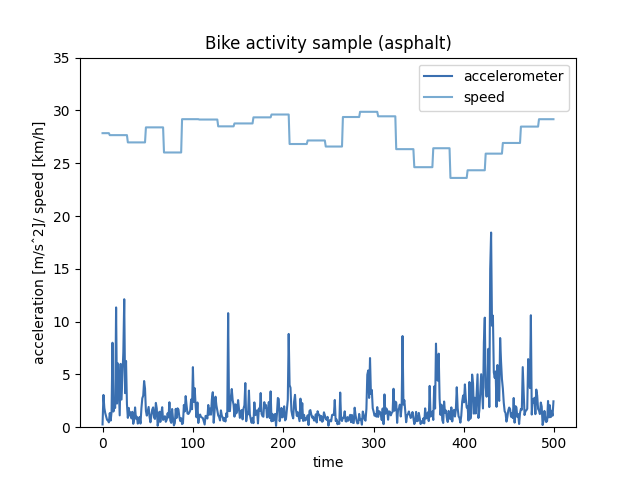 Bike activity sample (asphalt)
accelerometer
speed
35
30
25
20
15
10
5
0
acceleration [m/s^2]/ speed [km/h]
0 100 200 300 400 500
time